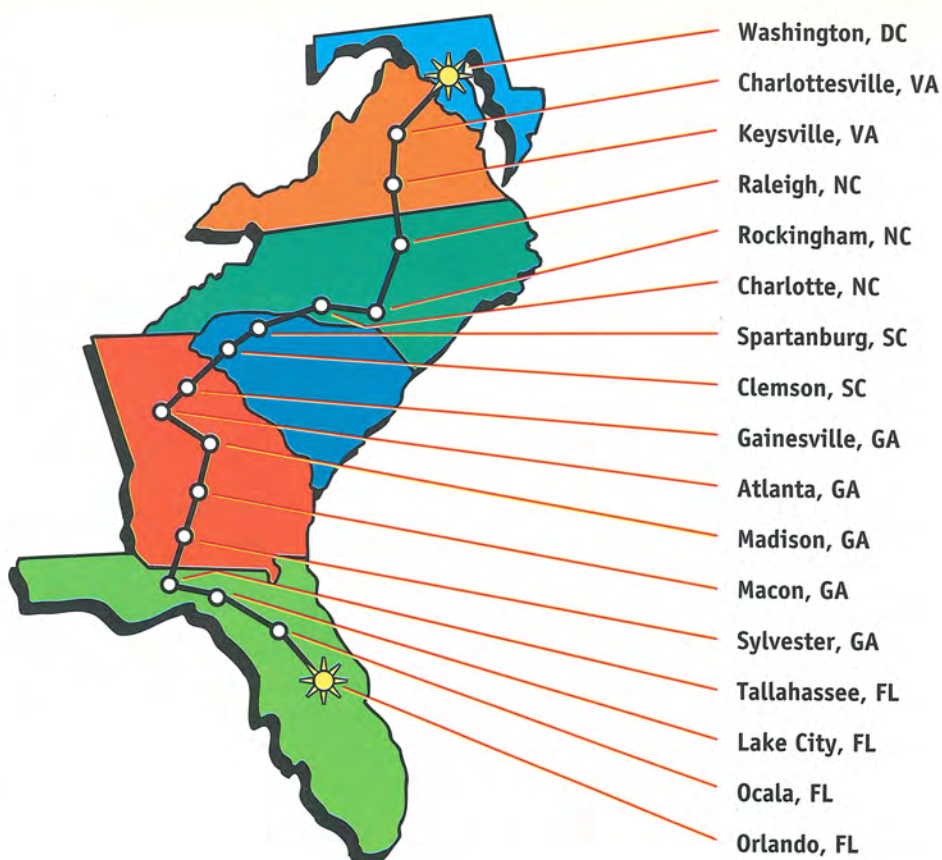 Washington, DC
Charlottesville, VA
Keysville, VA
Raleigh, NC
Rockingham, NC
Charlotte, NC
Spartanburg, SC
Clemson, SC
Gainesville, GA
Atlanta, GA
Madison, GA
Macon, GA
Sylvester, GA
Tallahassee, FL
Lake City, FL
Ocala, FL
Orlando, FL